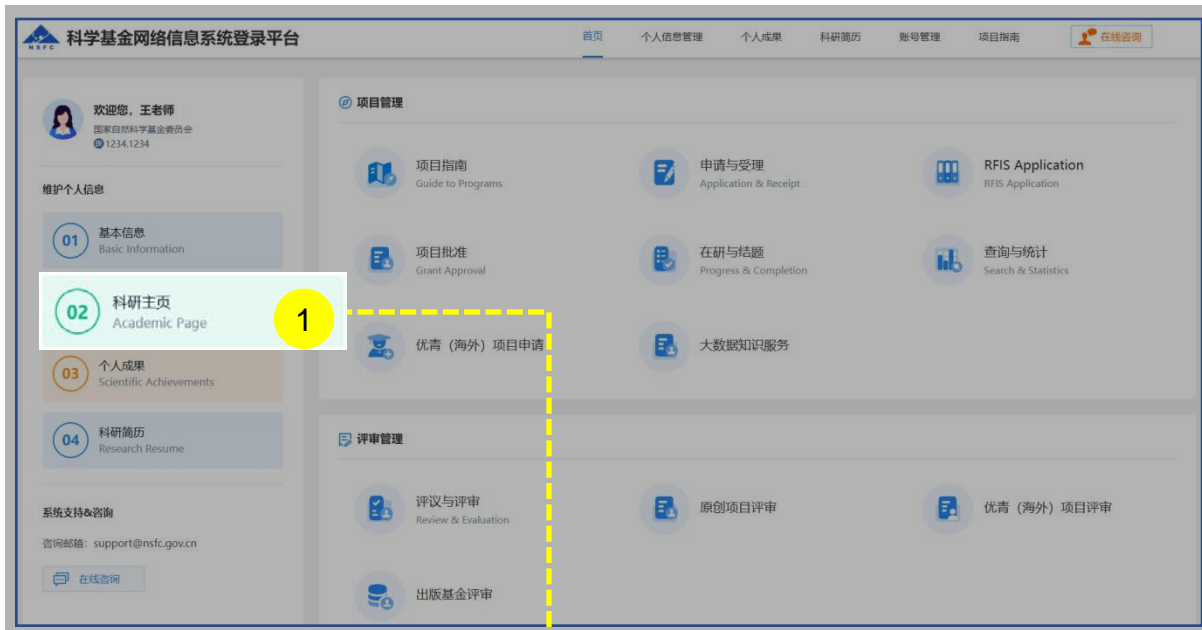 NSFC
科学基金网络信息系统登录平台
首页
个人信息管理
个人成果
科研简历
账号管理
项目指南
在线咨询
欢迎您，王老师
国家自然科学基金委员会
1234.1234
维护个人信息
01
基本信息
Basic Information
02
科研主页
Academic Page
1
03
个人成果
Scientific Achievements
04
科研简历
Research Resume
系统支持&咨询
咨询邮箱：support@nsfc.gov.cn
在线咨询
项目管理
项目指南
Guide to Programs
申请与受理
Application & Receipt
RFIS Application
RFIS Application
项目批准
Grant Approval
在研与结题
Progress & Completion
查询与统计
Search & Statistics
优青（海外）项目申请
大数据知识服务
评审管理
评议与评审
Review & Evaluation
原创项目评审
优青（海外）项目评审
出版基金评审